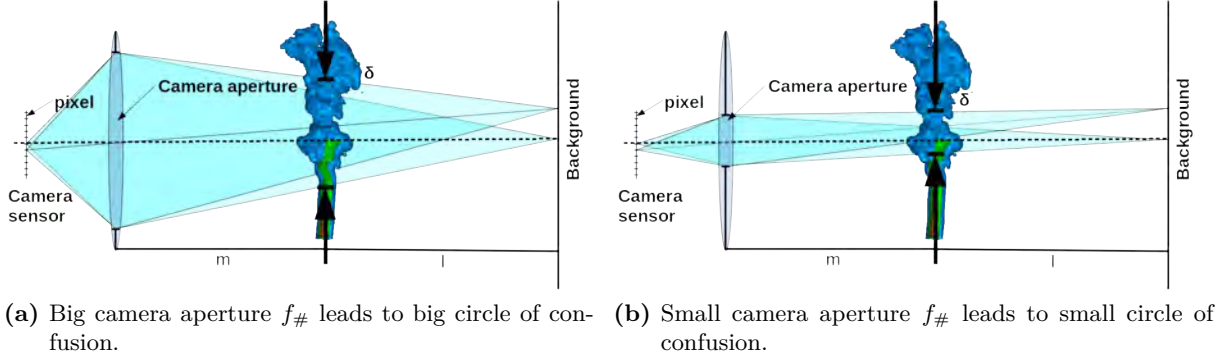 pixel
Camera aperture
δ
Background
Camera
sensor
m
l
(a) Big camera aperture f# leads to big circle of con-
fusion.
pixel
Camera aperture
δ
Background
Camera
sensor
m
l
(b) Small camera aperture f# leads to small circle of
confusion.